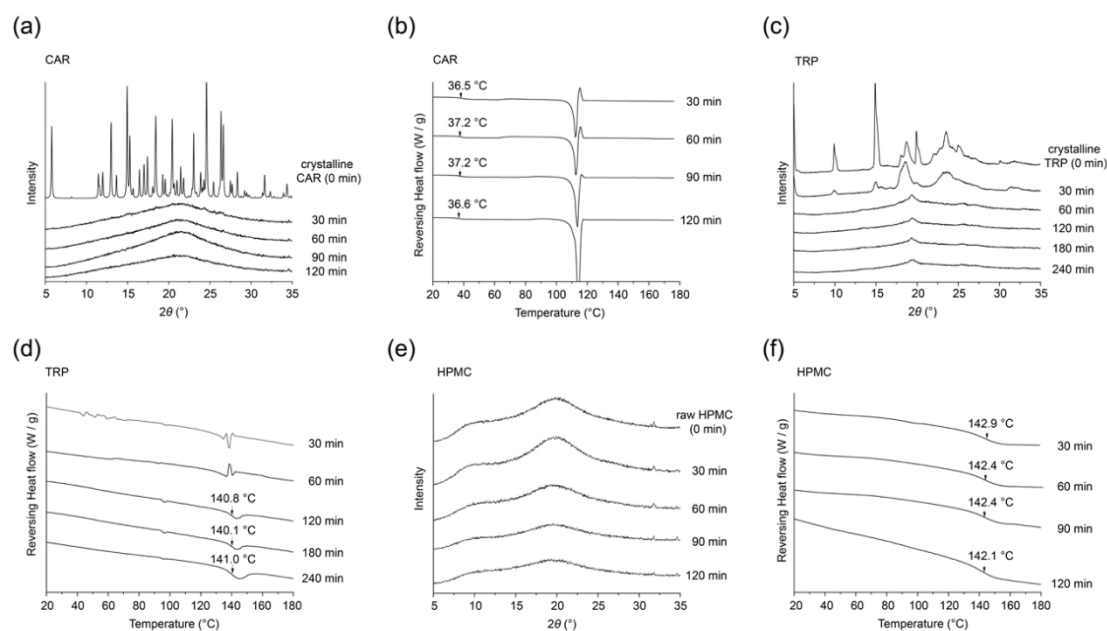 (a)
CAR
Intensity
crystalline
CAR (0 min)
30 min
60 min
90 min
120 min
5 10 15 20 25 30 35
2θ (°)
(b)
CAR
Reversing Heat flow (W / g)
36.5 °C
37.2 °C
37.2 °C
36.6 °C
30 min
60 min
90 min
120 min
20 40 60 80 100 120 140 160 180
Temperature (°C)
(c)
TRP
Intensity
crystalline
TRP (0 min)
30 min
60 min
120 min
180 min
240 min
5 10 15 20 25 30 35
2θ (°)
(d)
TRP
Reversing Heat flow (W / g)
30 min
60 min
140.8 °C
120 min
140.1 °C
180 min
141.0 °C
240 min
20 40 60 80 100 120 140 160 180
Temperature (°C)
(e)
HPMC
Intensity
raw HPMC
(0 min)
30 min
60 min
90 min
120 min
5 10 15 20 25 30 35
2θ (°)
(f)
HPMC
Reversing Heat flow (W / g)
142.9 °C
30 min
142.4 °C
60 min
142.4 °C
90 min
142.1 °C
120 min
20 40 60 80 100 120 140 160 180
Temperature (°C)